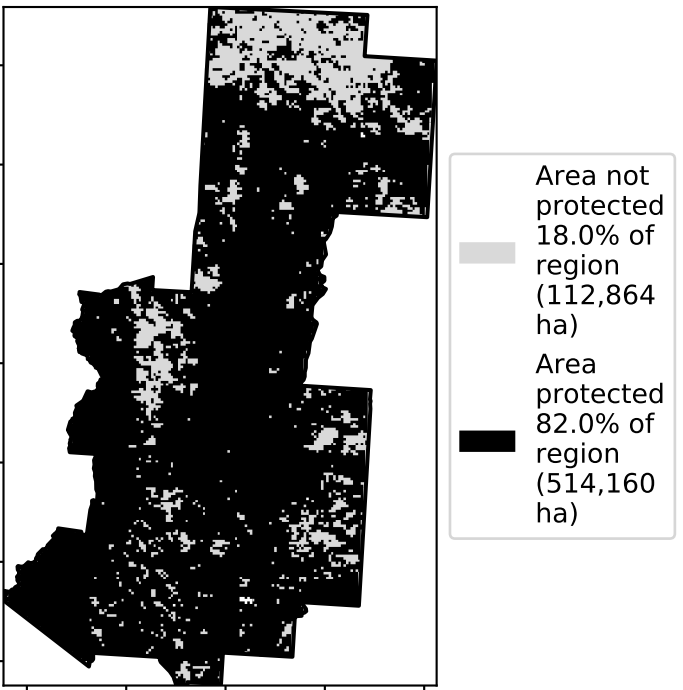 Area not
protected
18.0% of
region
(112,864
ha)
Area
protected
82.0% of
region
(514,160
ha)